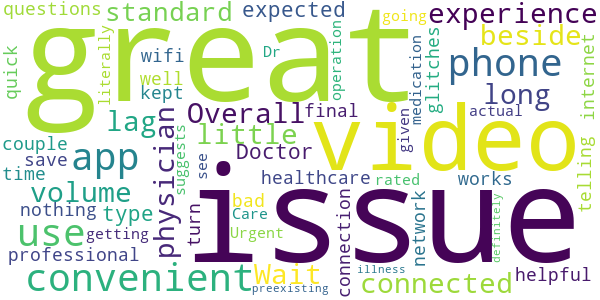 questions
standard
expected
going
experience
great
quick
literally
wifi
Dr
operation
medication
glitches
beside
internet
well
kept
phone
long
lag
Overall
final
video
given
actual
couple
app
physician
little
Doctor
time
save
suggests
see
healthcare
rated
works
telling
volume
nothing
type
turn
issue
bad
Care
Urgent
connection
network
definitely
use
getting
professional
convenient
Wait
preexisting
illness
connected
helpful